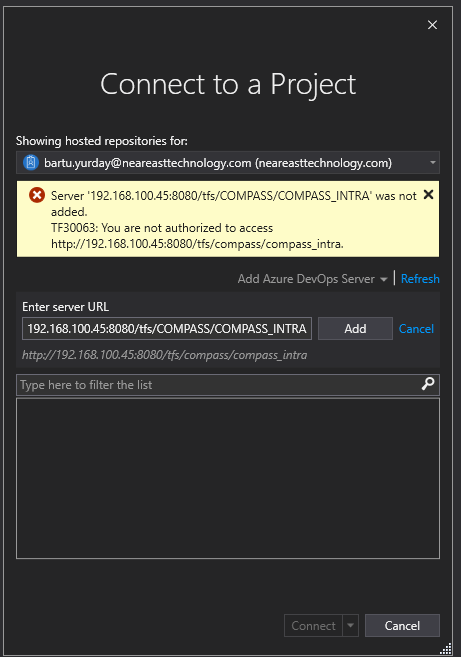 Connect to a Project
Showing hosted repositories for:
bartu.yurday@neareasttechnology.com (neareasttechnology.com)
Server '192.168.100.45:8080/tfs/COMPASS/COMPASS_INTRA' was not
added.
TF30063: You are not authorized to access
http://192.168.100.45:8080/tfs/compass/compass_intra.
Add Azure DevOps Server | Refresh
Enter server URL
192.168.100.45:8080/tfs/COMPASS/COMPASS_INTRA Add Cancel
http://192.168.100.45:8080/tfs/compass/compass_intra
Type here to filter the list
Connect Cancel